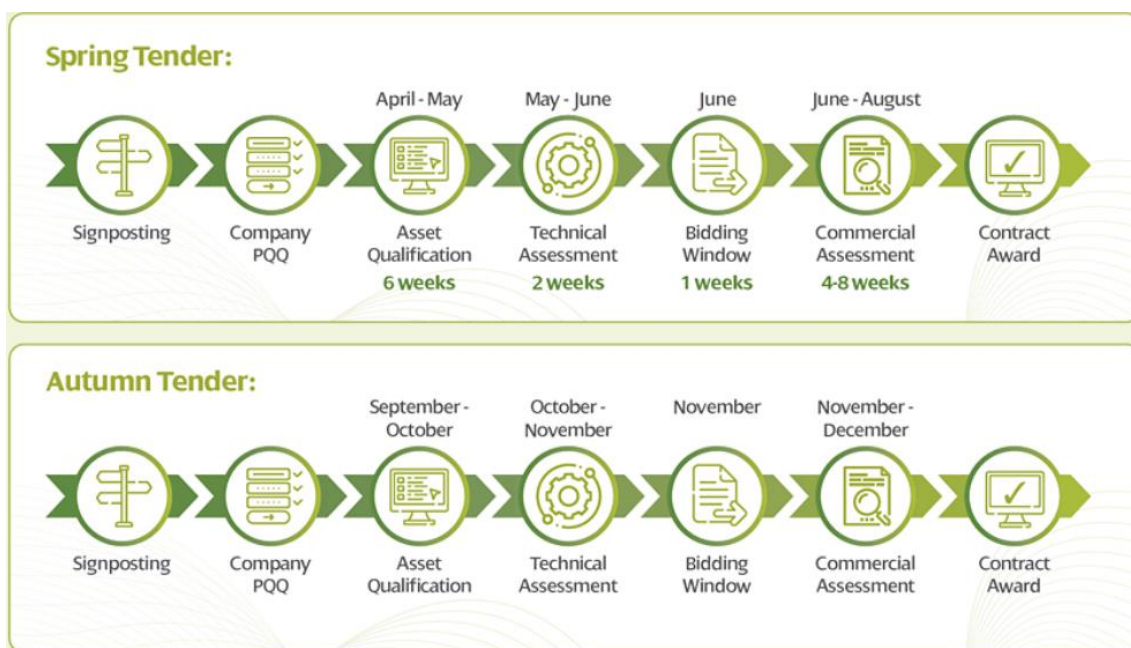 Spring Tender:
April - May
May - June
June
June - August
Signposting
Company
PQQ
Asset
Qualification
6 weeks
Technical
Assessment
2 weeks
Bidding
Window
1 weeks
Commercial
Assessment
4-8 weeks
Contract
Award
Autumn Tender:
September -
October
October -
November
November
November -
December
Signposting
Company
PQQ
Asset
Qualification
Technical
Assessment
Bidding
Window
Commercial
Assessment
Contract
Award